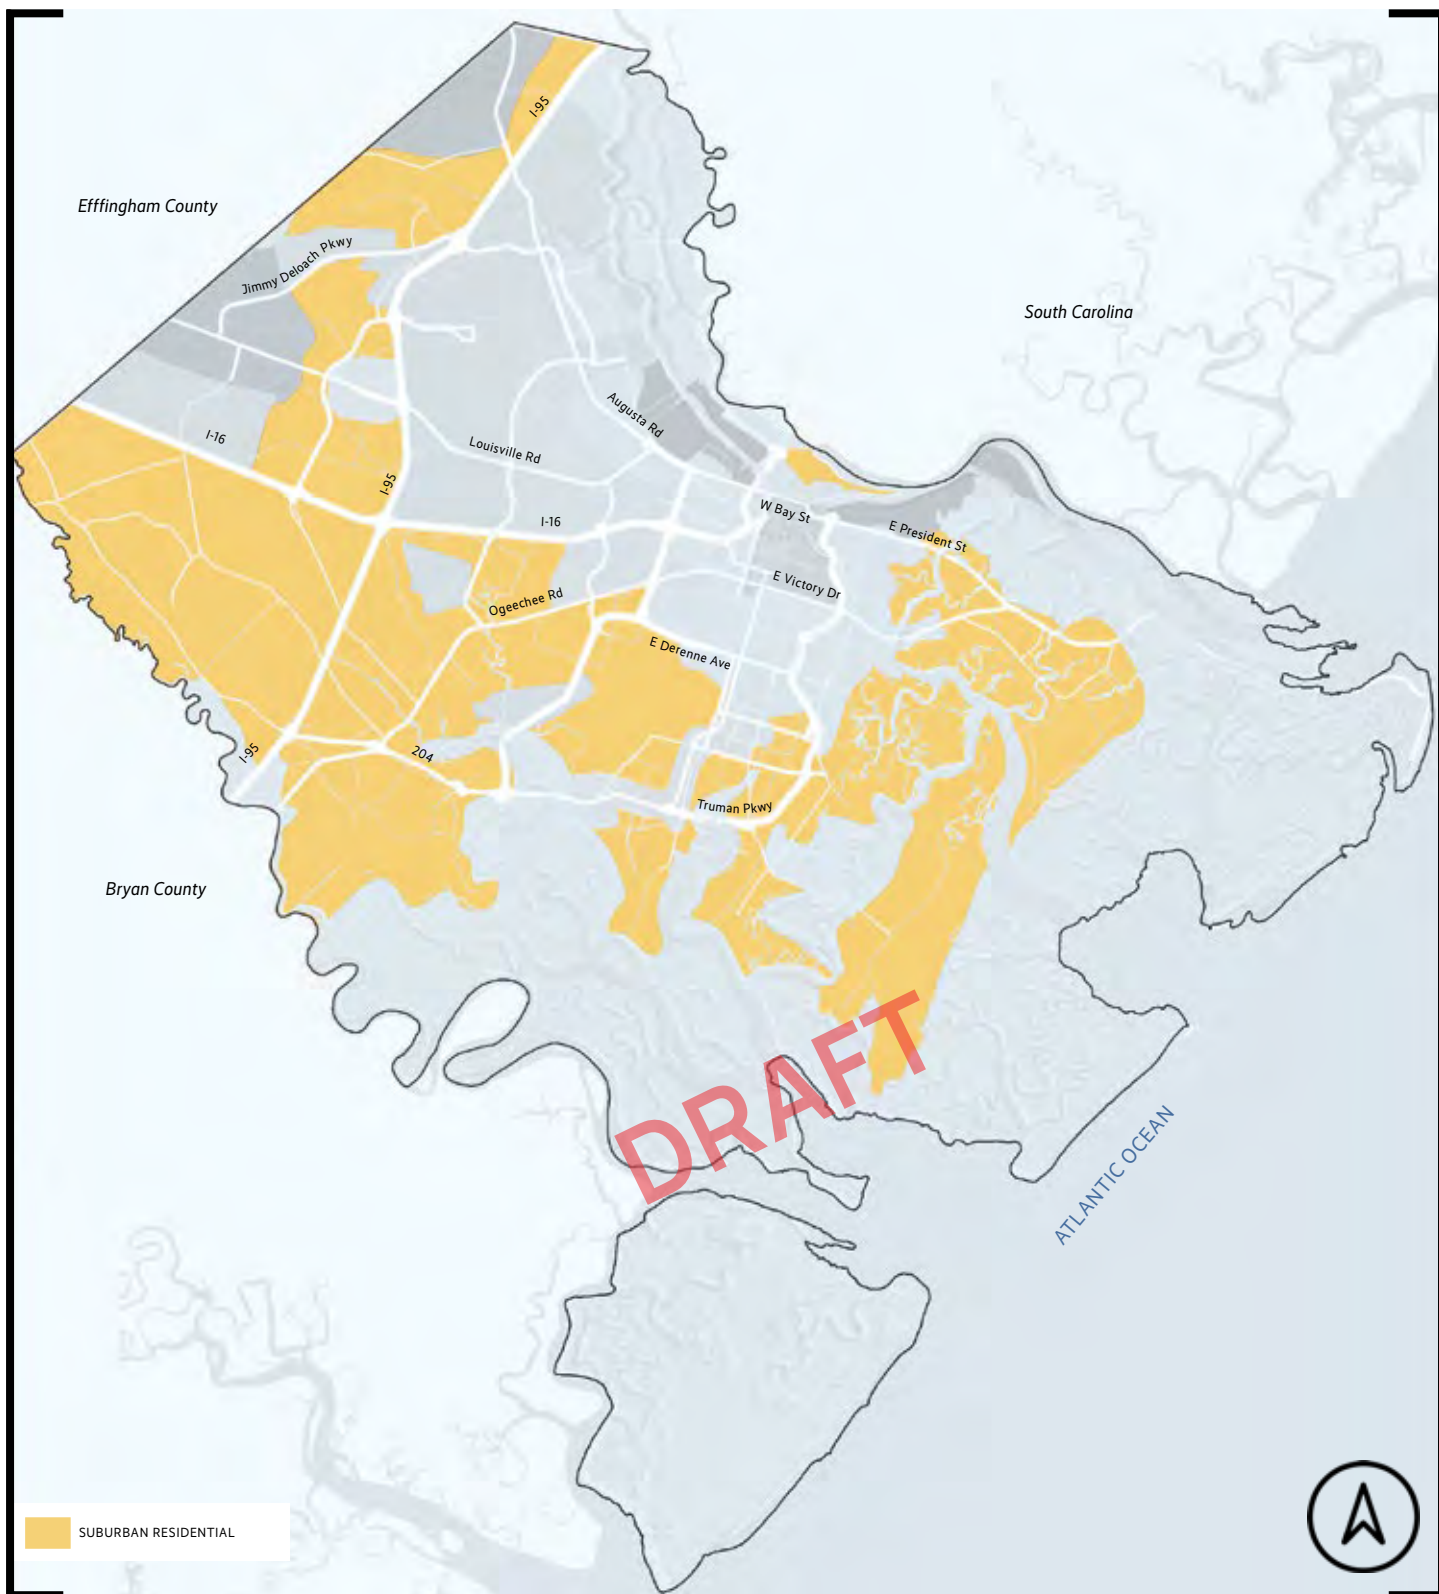 I-95
Efffingham County
Jimmy Deloach Pkwy
South Carolina
Augusta Rd
I-16
Louisville Rd
I-95
I-16
W Bay St
E President St
E Victory Dr
Ogeechee Rd
E Derenne Ave
I-95
204
Truman Pkwy
Bryan County
DRAFT
ATLANTIC OCEAN
SUBURBAN RESIDENTIAL